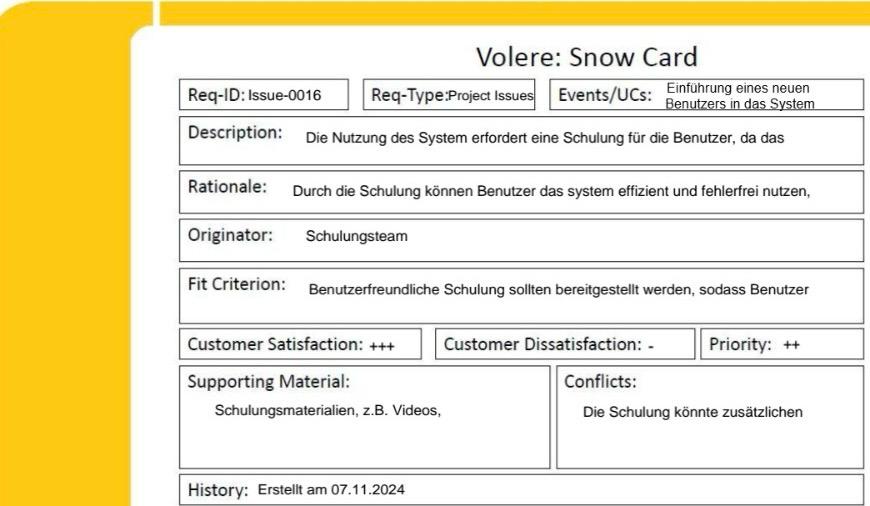 Volere: Snow Card
Req-ID: Issue-0016 Req-Type:Project Issues Events/UCs: Einführung eines neuen
Benutzers in das System
Description: Die Nutzung des System erfordert eine Schulung für die Benutzer, da das
Rationale: Durch die Schulung können Benutzer das system effizient und fehlerfrei nutzen,
Originator: Schulungsteam
Fit Criterion: Benutzerfreundliche Schulung sollten bereitgestellt werden, sodass Benutzer
Customer Satisfaction: +++ Customer Dissatisfaction: - Priority: ++
Supporting Material:
Schulungsmaterialien, z.B. Videos,
Conflicts:
Die Schulung könnte zusätzlichen
History: Erstellt am 07.11.2024